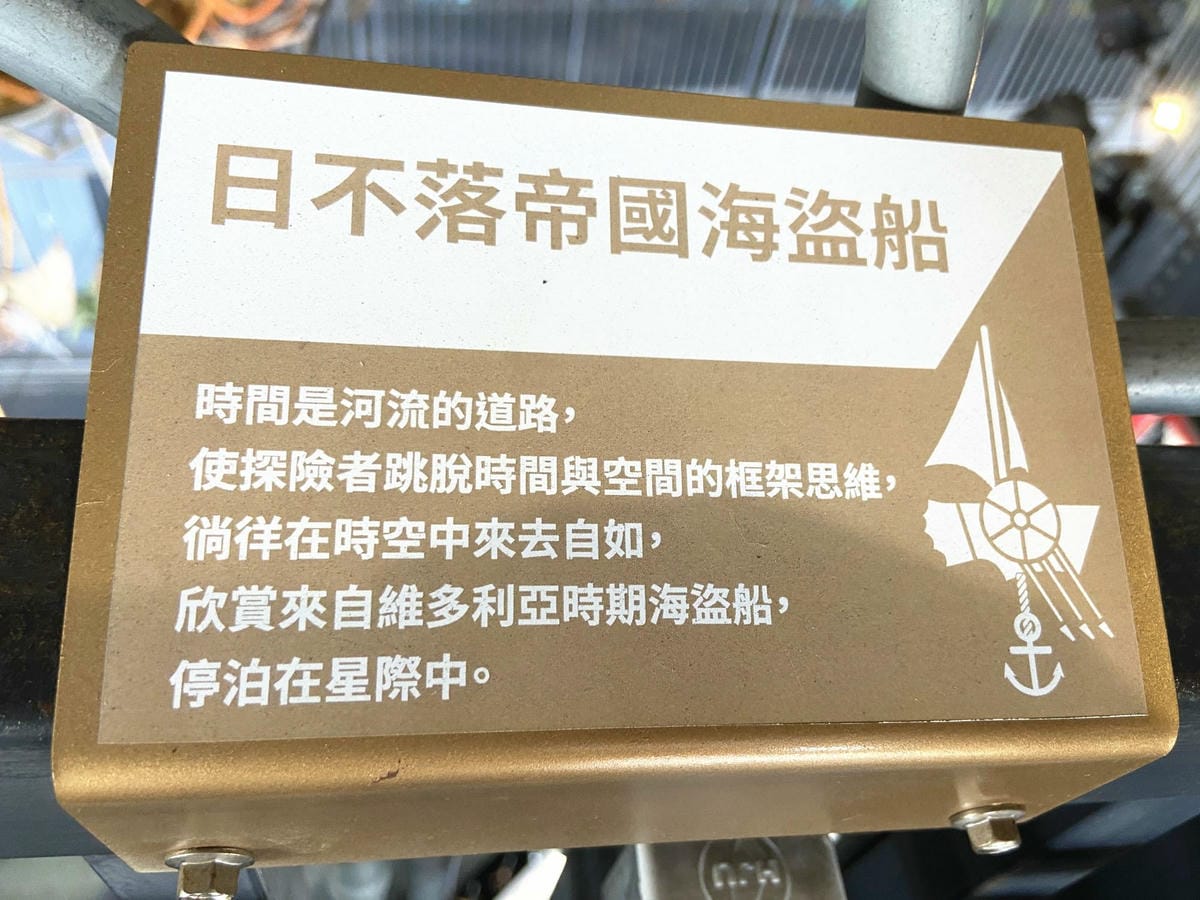 日不落帝國海盜船
時間是河流的道路，
使探險者跳脫時間與空間的框架思維，
徜徉在時空中來去自如，
欣賞來自維多利亞時期海盜船，
停泊在星際中。